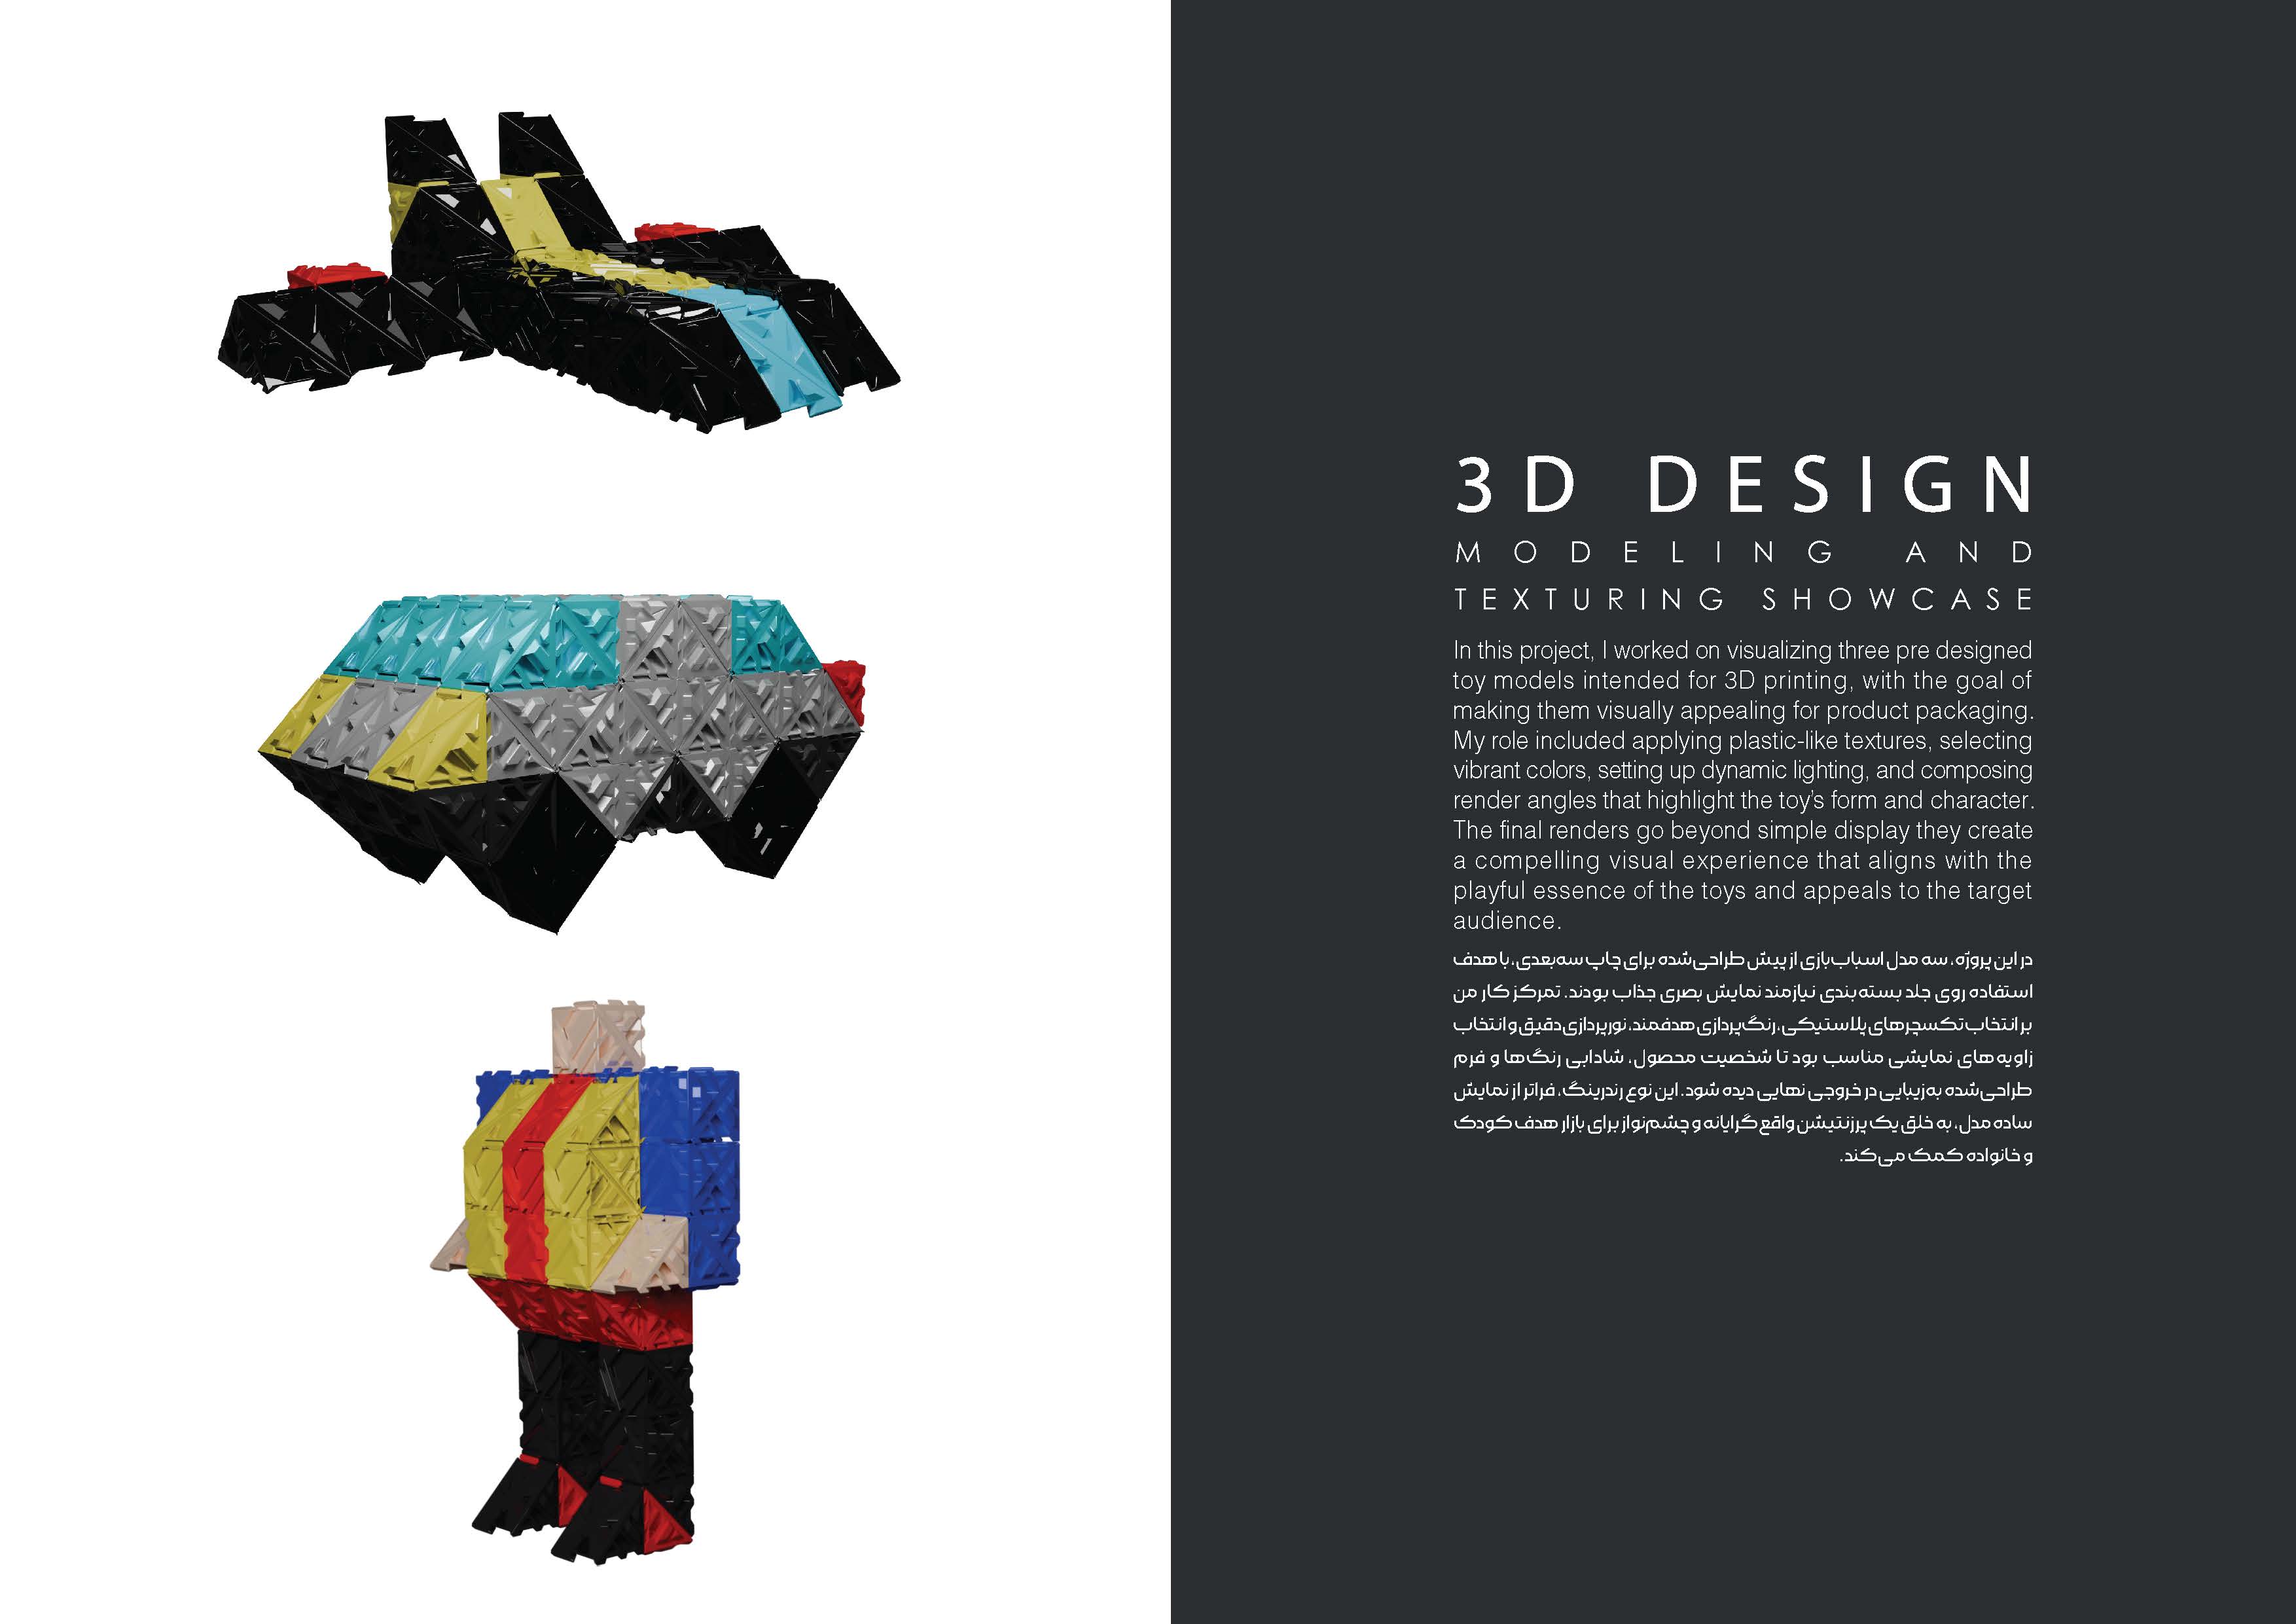 3D DESIGN
MODELING AND
TEXTURING SHOWCASE
In this project, I worked on visualizing three pre designed
toy models intended for 3D printing, with the goal of
making them visually appealing for product packaging.
My role included applying plastic-like textures, selecting
vibrant colors, setting up dynamic lighting, and composing
render angles that highlight the toy's form and character.
The final renders go beyond simple display they create
a compelling visual experience that aligns with the
playful essence of the toys and appeals to the target
audience.
در این پروژه، سه مدل اسباب‌بازی از پیش طراحی‌شده برای چاپ سه‌بعدی، با هدف
استفاده روی جلد بسته‌بندی نیازمند نمایش بصری جذاب بودند. تمرکز کار من
بر انتخاب تکسچرهای پلاستیکی، رنگ‌پردازی هدفمند، نورپردازی دقیق و انتخاب
زاویه‌های نمایشی مناسب بود تا شخصیت محصول، شادابی رنگ‌ها و فرم
طراحی‌شده به‌زیبایی در خروجی نهایی دیده شود. این نوع رندرینگ، فراتر از نمایش
ساده مدل، به خلق یک پرزنتیشن واقع‌گرایانه و چشم‌نواز برای بازار هدف کودک
و خانواده کمک می‌کند.